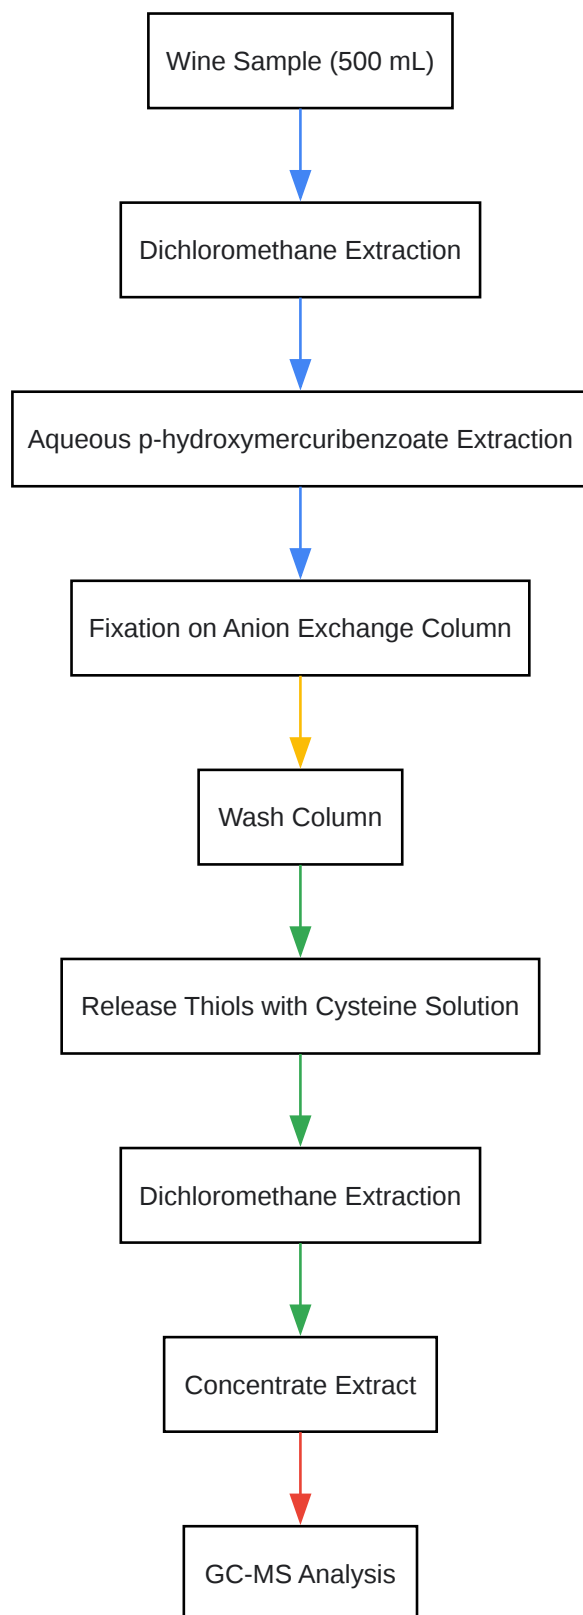 Wine Sample (500 mL)
Dichloromethane Extraction
Aqueous p-hydroxymercuribenzoate Extraction
Fixation on Anion Exchange Column
Wash Column
Release Thiols with Cysteine Solution
Dichloromethane Extraction
Concentrate Extract
GC-MS Analysis